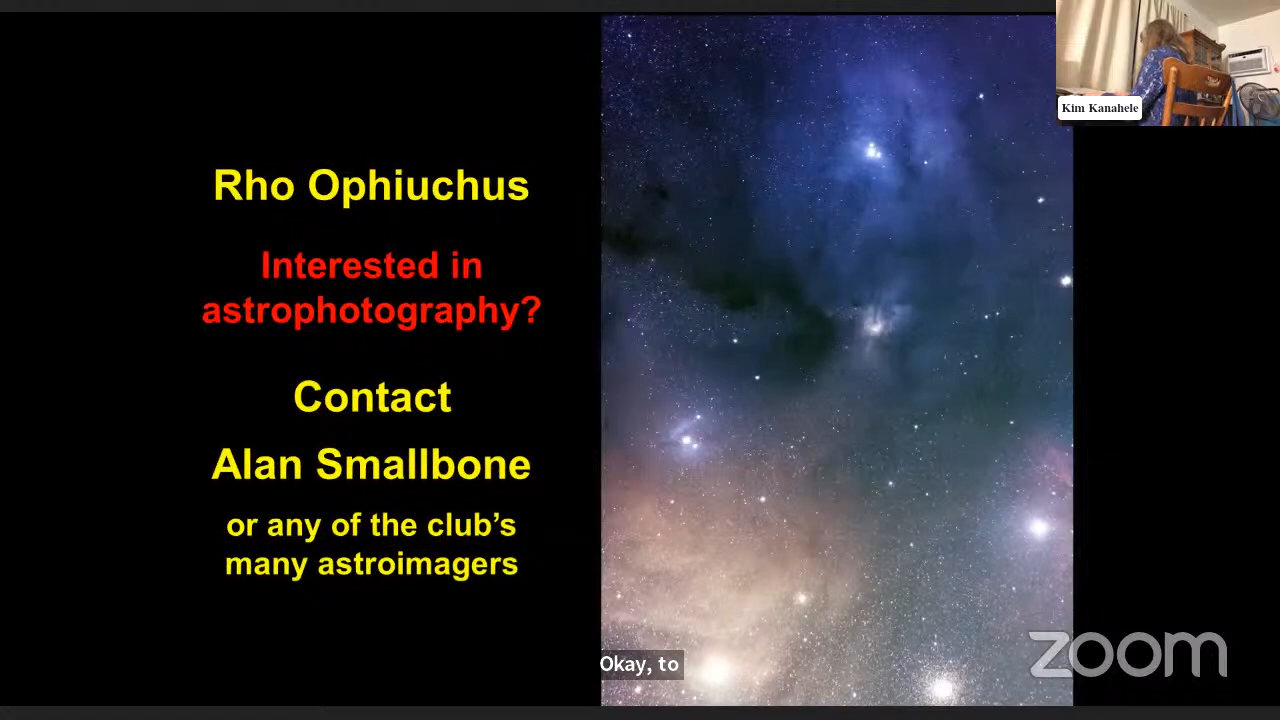 Kim Kanahele
Rho Ophiuchus
Interested in
astrophotography?
Contact
Alan Smallbone
or any of the club’s
many astroimagers
Okay, to
zoom